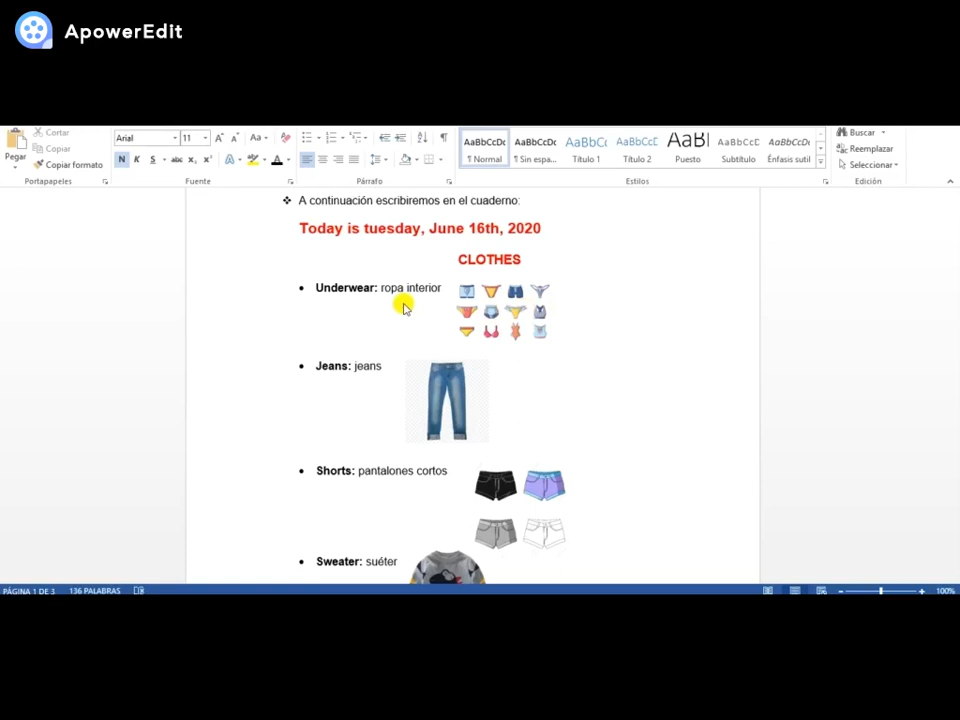 ApowerEdit
Cortar
Copiar
Copiar formato
Pegar
Portapapeles
Arial 11
N K S abc x₂ x²
Fuente
Párrafo
AaBbCcDc AaBbCcDc AaBbCc AaBbCcD AaBl AaBbCcC AaBbCcDc
¶ Normal ¶ Sin espa... Título 1 Título 2 Puesto Subtítulo Énfasis sutil
Estilos
Buscar
Reemplazar
Seleccionar
Edición
❖ A continuación escribiremos en el cuaderno:
Today is tuesday, June 16th, 2020
CLOTHES
• Underwear: ropa interior
• Jeans: jeans
• Shorts: pantalones cortos
• Sweater: suéter
PÁGINA 1 DE 3 136 PALABRAS
100%